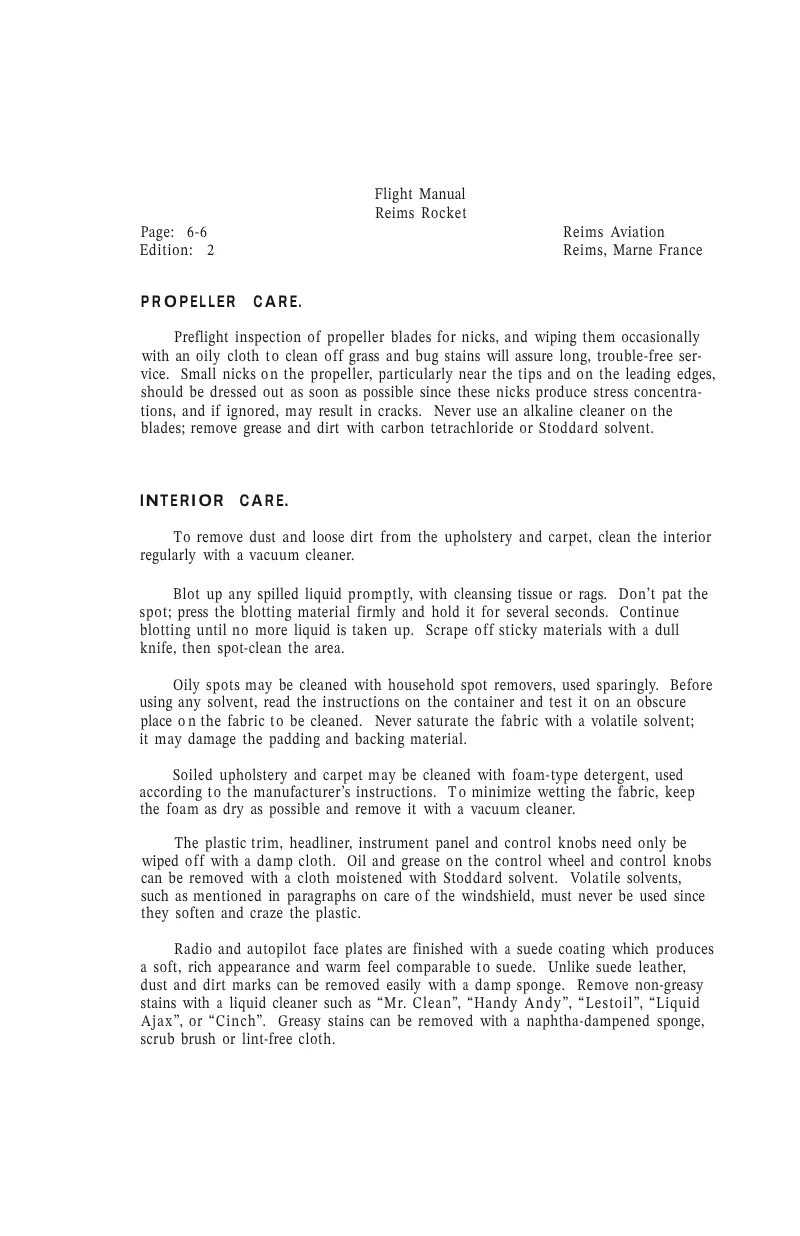 Flight Manual
Reims Rocket
Page: 6-6
Reims Aviation
Edition: 2
Reims, Marne France
PROPELLER CARE.
Preflight inspection of propeller blades for nicks, and wiping them occasionally
with an oily cloth to clean off grass and bug stains will assure long, trouble-free ser-
vice. Small nicks on the propeller, particularly near the tips and on the leading edges,
should be dressed out as soon as possible since these nicks produce stress concentra-
tions, and if ignored, may result in cracks. Never use an alkaline cleaner on the
blades; remove grease and dirt with carbon tetrachloride or Stoddard solvent.
INTERIOR CARE.
To remove dust and loose dirt from the upholstery and carpet, clean the interior
regularly with a vacuum cleaner.
Blot up any spilled liquid promptly, with cleansing tissue or rags. Don't pat the
spot; press the blotting material firmly and hold it for several seconds. Continue
blotting until no more liquid is taken up. Scrape off sticky materials with a dull
knife, then spot-clean the area.
Oily spots may be cleaned with household spot removers, used sparingly. Before
using any solvent, read the instructions on the container and test it on an obscure
place on the fabric to be cleaned. Never saturate the fabric with a volatile solvent;
it may damage the padding and backing material.
Soiled upholstery and carpet may be cleaned with foam-type detergent, used
according to the manufacturer's instructions. To minimize wetting the fabric, keep
the foam as dry as possible and remove it with a vacuum cleaner.
The plastic trim, headliner, instrument panel and control knobs need only be
wiped off with a damp cloth. Oil and grease on the control wheel and control knobs
can be removed with a cloth moistened with Stoddard solvent. Volatile solvents,
such as mentioned in paragraphs on care of the windshield, must never be used since
they soften and craze the plastic.
Radio and autopilot face plates are finished with a suede coating which produces
a soft, rich appearance and warm feel comparable to suede. Unlike suede leather,
dust and dirt marks can be removed easily with a damp sponge. Remove non-greasy
stains with a liquid cleaner such as “Mr. Clean”, “Handy Andy”, “Lestoil”, “Liquid
Ajax”, or “Cinch”. Greasy stains can be removed with a naphtha-dampened sponge,
scrub brush or lint-free cloth.